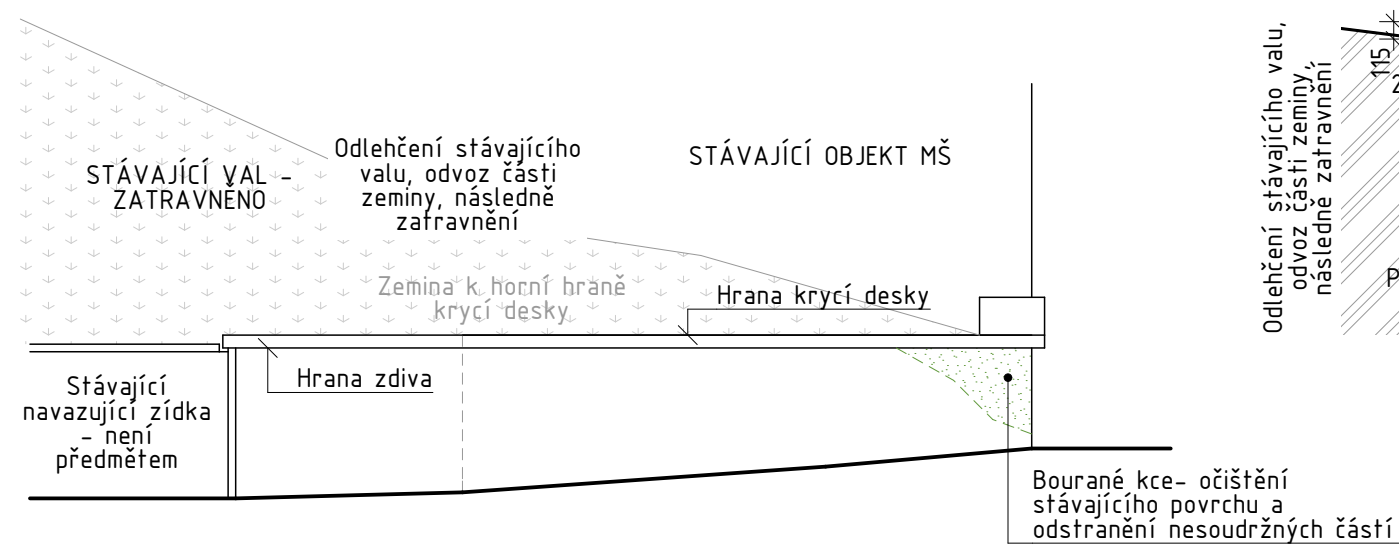 STÁVAJÍCÍ VAL -
ZATRAVNĚNO
Odlehčení stávajícího
valu, odvoz části
zeminy, následně
zatravnění
STÁVAJÍCÍ OBJEKT MŠ
Zemina k horní hraně
krycí desky
Hrana krycí desky
Hrana zdiva
Stávající
navazující zídka
- není
předmětem
Bourané kce- očištění
stávajícího povrchu a
odstranění nesoudržných částí
Odlehčení stávajícího valu,
odvoz části zeminy,
následně zatravnění
115
2
P